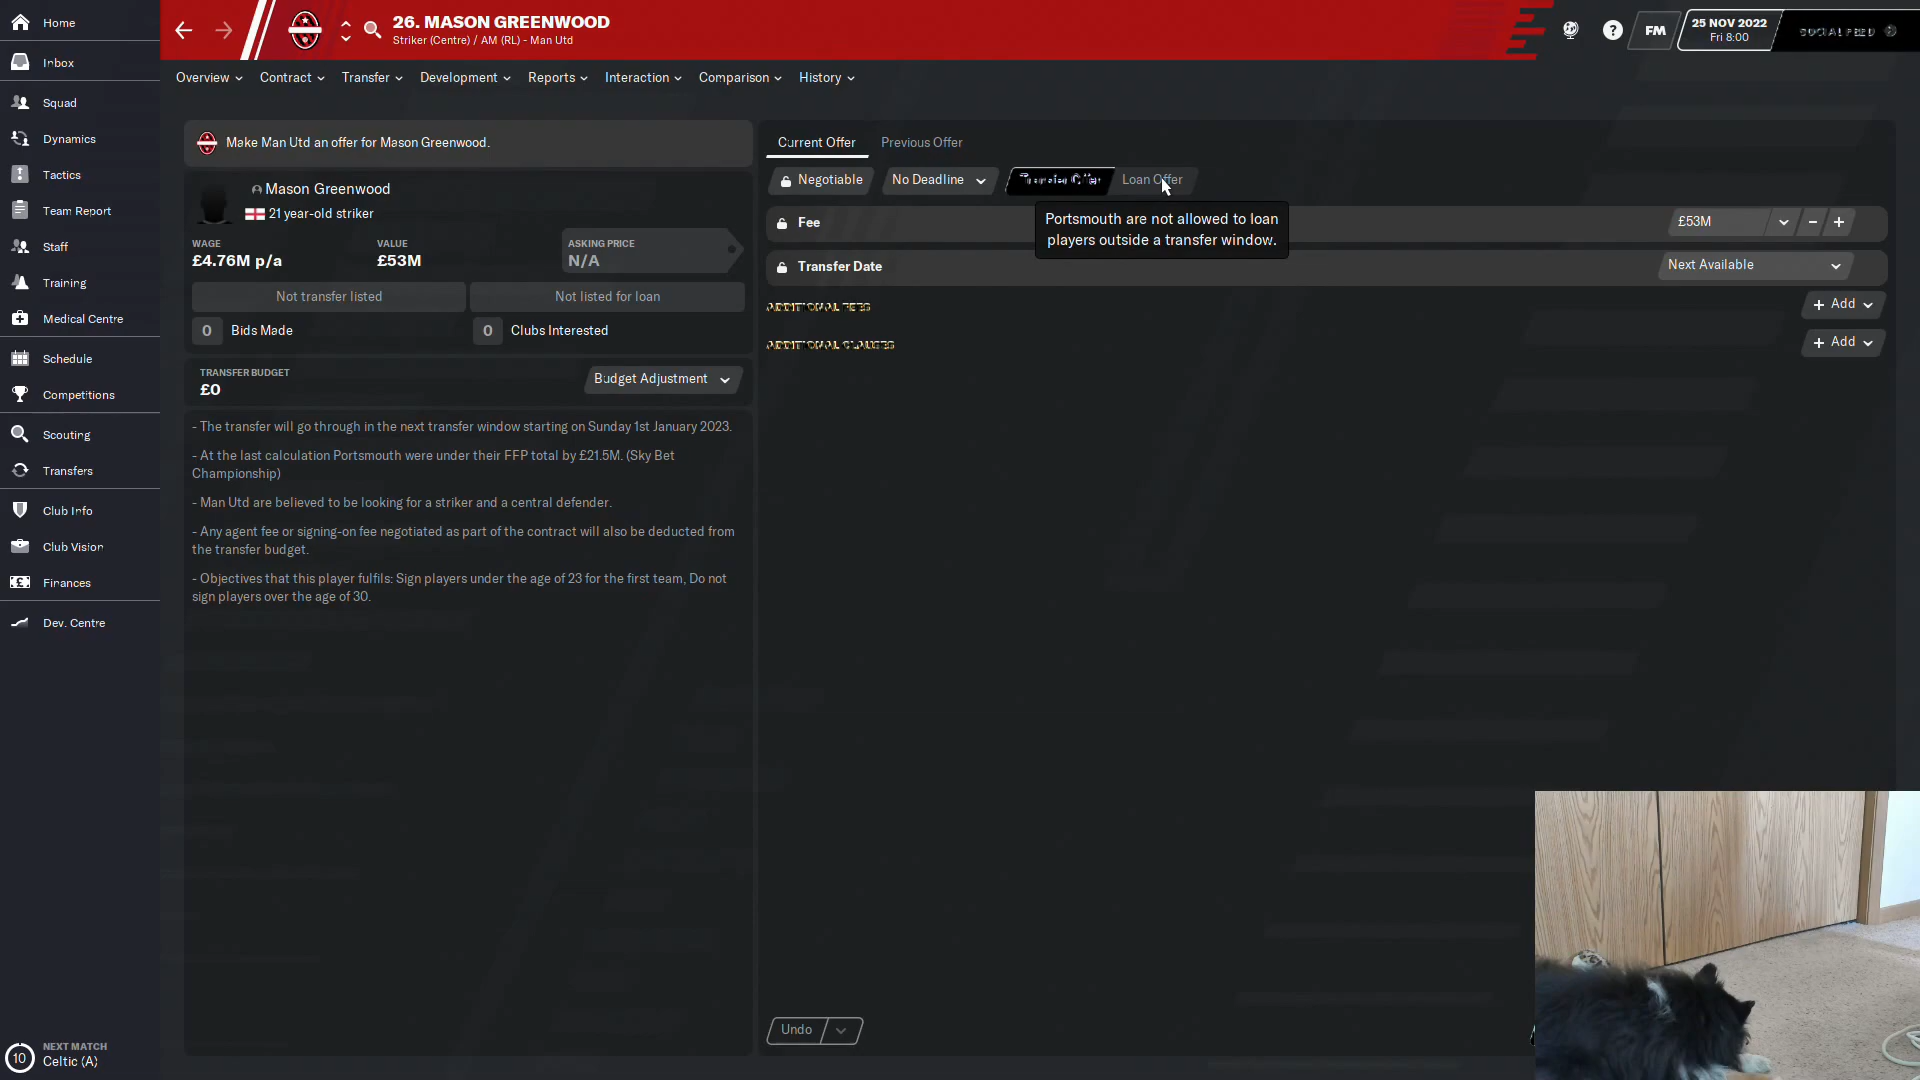 26. MASON GREENWOOD
Striker (Centre) / AM (RL) - Man Utd
FM
25 NOV 2022
Fri 8:00
SOCIAL FEED
Home
Inbox
Squad
Dynamics
Tactics
Team Report
Staff
Training
Medical Centre
Schedule
Competitions
Scouting
Transfers
Club Info
Club Vision
Finances
Dev. Centre
10
NEXT MATCH
Celtic (A)
Overview
Contract
Transfer
Development
Reports
Interaction
Comparison
History
Make Man Utd an offer for Mason Greenwood.
Mason Greenwood
21 year-old striker
WAGE
£4.76M p/a
VALUE
£53M
ASKING PRICE
N/A
Not transfer listed
Not listed for loan
0 Bids Made
0 Clubs Interested
TRANSFER BUDGET
£0
Budget Adjustment
- The transfer will go through in the next transfer window starting on Sunday 1st January 2023.
- At the last calculation Portsmouth were under their FFP total by £21.5M. (Sky Bet
Championship)
- Man Utd are believed to be looking for a striker and a central defender.
- Any agent fee or signing-on fee negotiated as part of the contract will also be deducted from
the transfer budget.
- Objectives that this player fulfils: Sign players under the age of 23 for the first team, Do not
sign players over the age of 30.
Current Offer
Previous Offer
Negotiable
No Deadline
Transfer Offer
Loan Offer
Portsmouth are not allowed to loan
players outside a transfer window.
Fee
£53M
Transfer Date
Next Available
ADDITIONAL FEES
+ Add
ADDITIONAL CLAUSES
+ Add
Undo